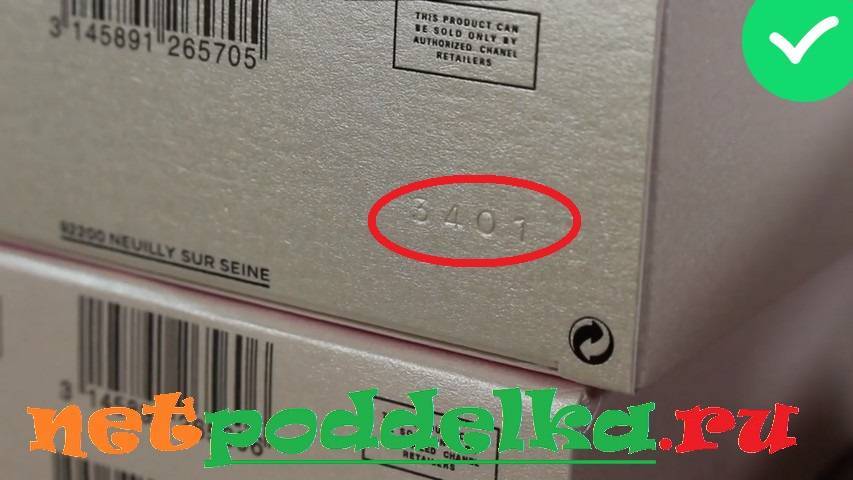 THIS PRODUCT CAN
BE SOLD ONLY BY
AUTHORIZED CHANEL
RETAILERS
3 145891 265705
3401
92200 NEUILLY SUR SEINE
RETAILERS
netpoddelka.ru